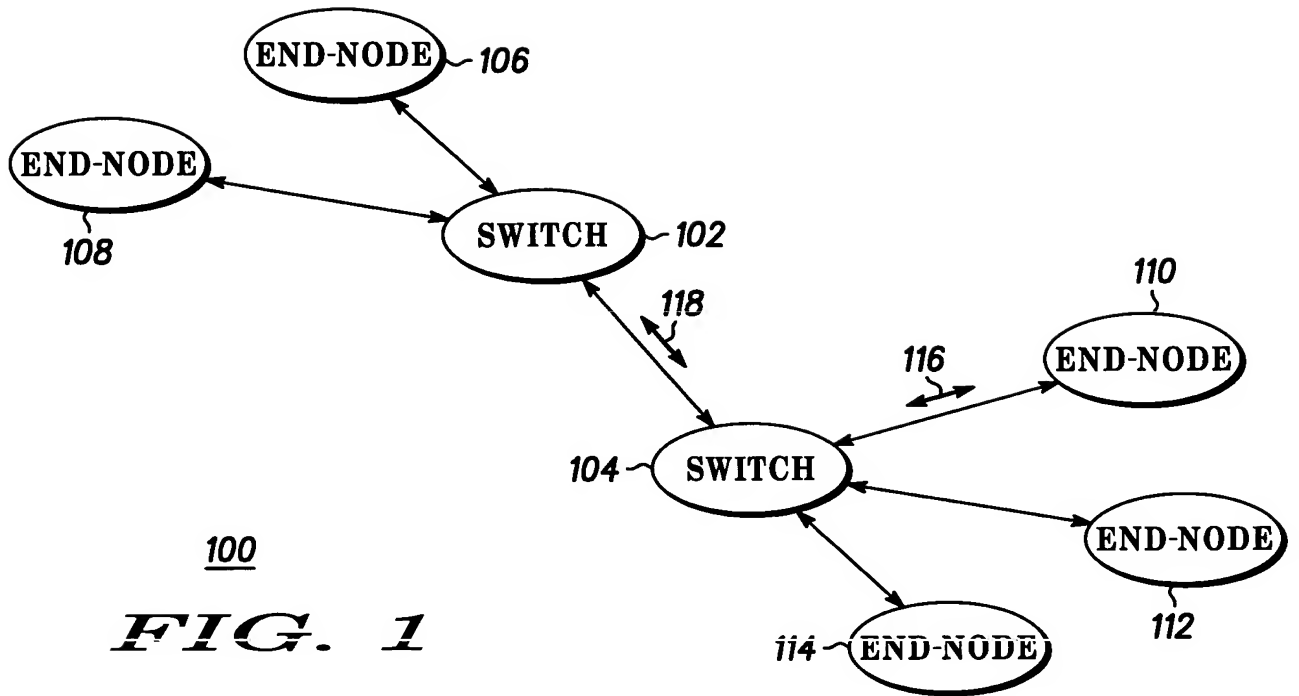 END-NODE
106
END-NODE
108
SWITCH
102
118
110
END-NODE
116
SWITCH
104
END-NODE
112
END-NODE
114
100
FIG. 1